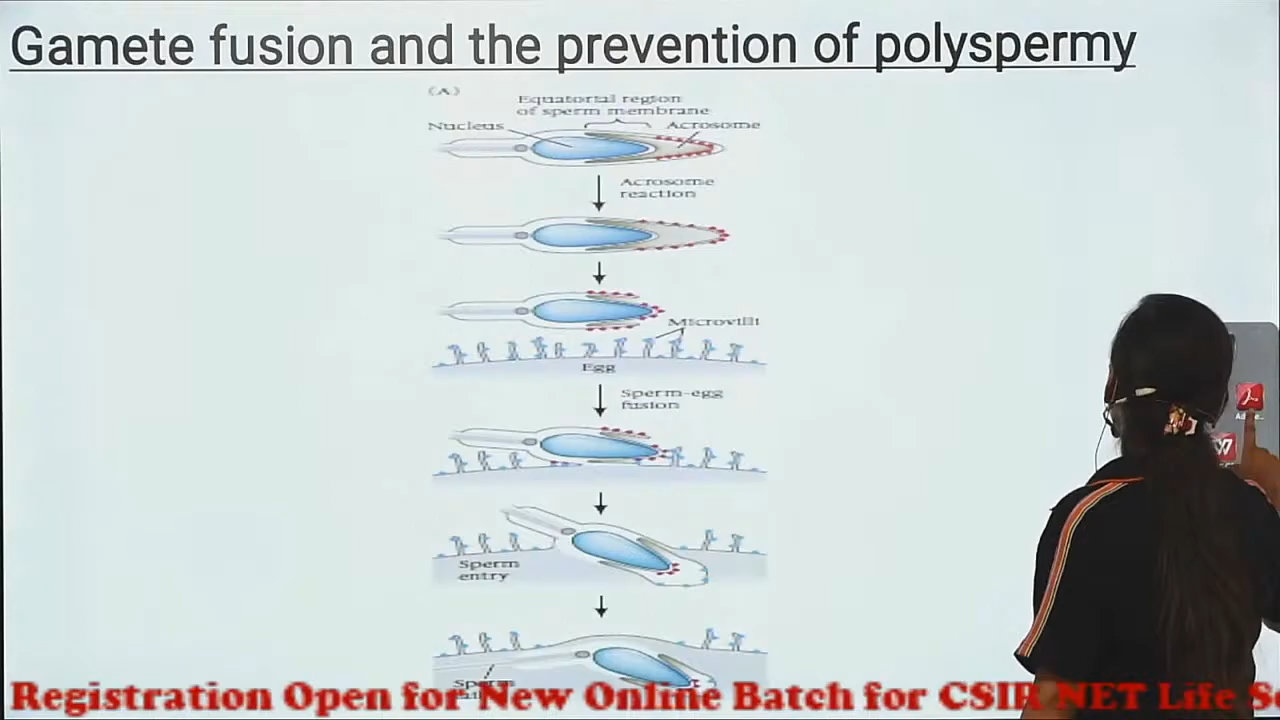 Gamete fusion and the prevention of polyspermy
(A)
Equatorial region
of sperm membrane
Nucleus
Acrosome
Acrosome
reaction
Microvilli
Egg
Sperm-egg
fusion
Sperm
entry
Sperm
Registration Open for New Online Batch for CSIR NET Life